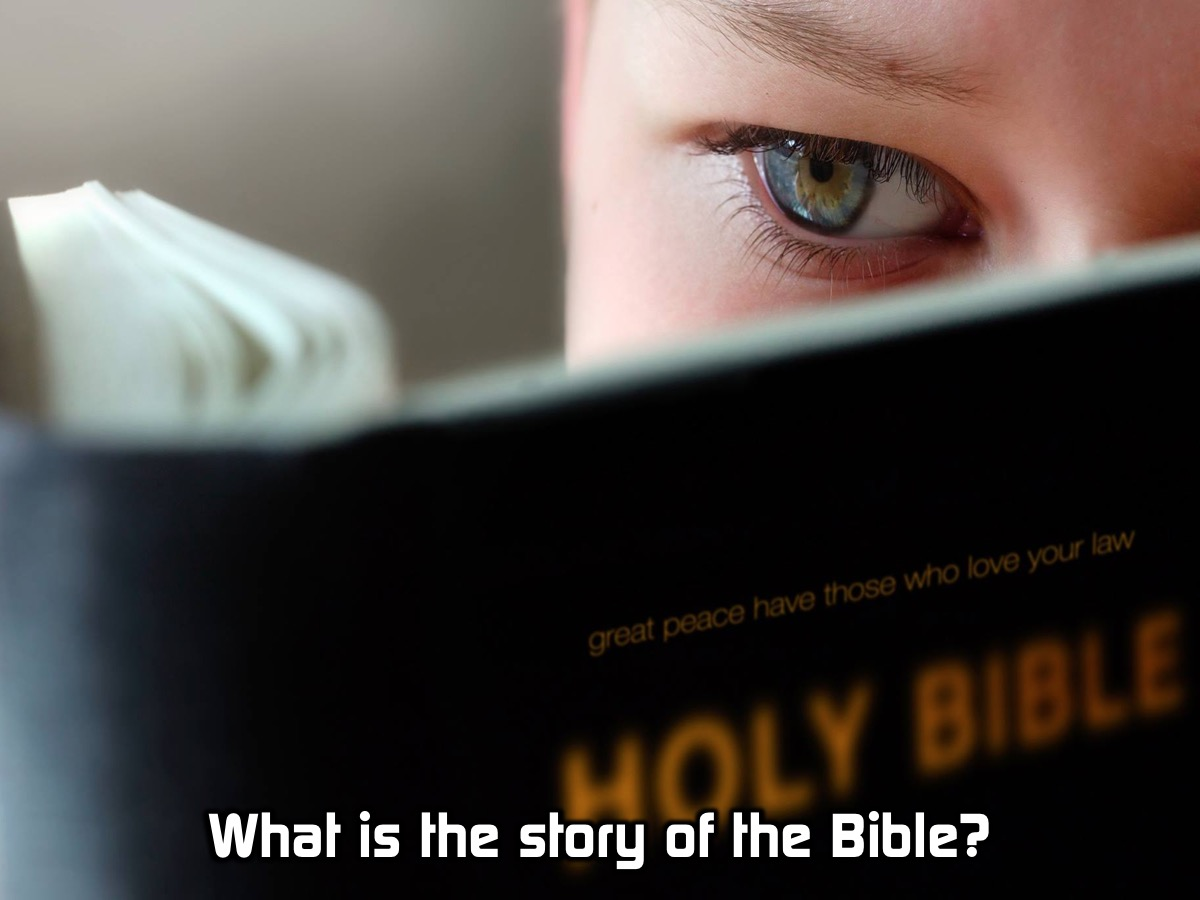 great peace have those who love your law
HOLY BIBLE
What is the story of the Bible?